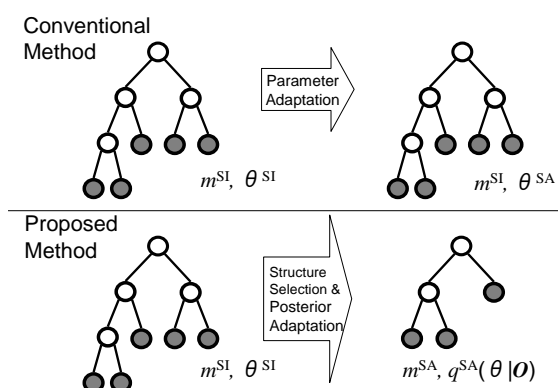 Conventional
Method
Parameter
Adaptation
m^SI, θ^SI
m^SI, θ^SA
Proposed
Method
Structure
Selection &
Posterior
Adaptation
m^SI, θ^SI
m^SA, q^SA(θ|O)